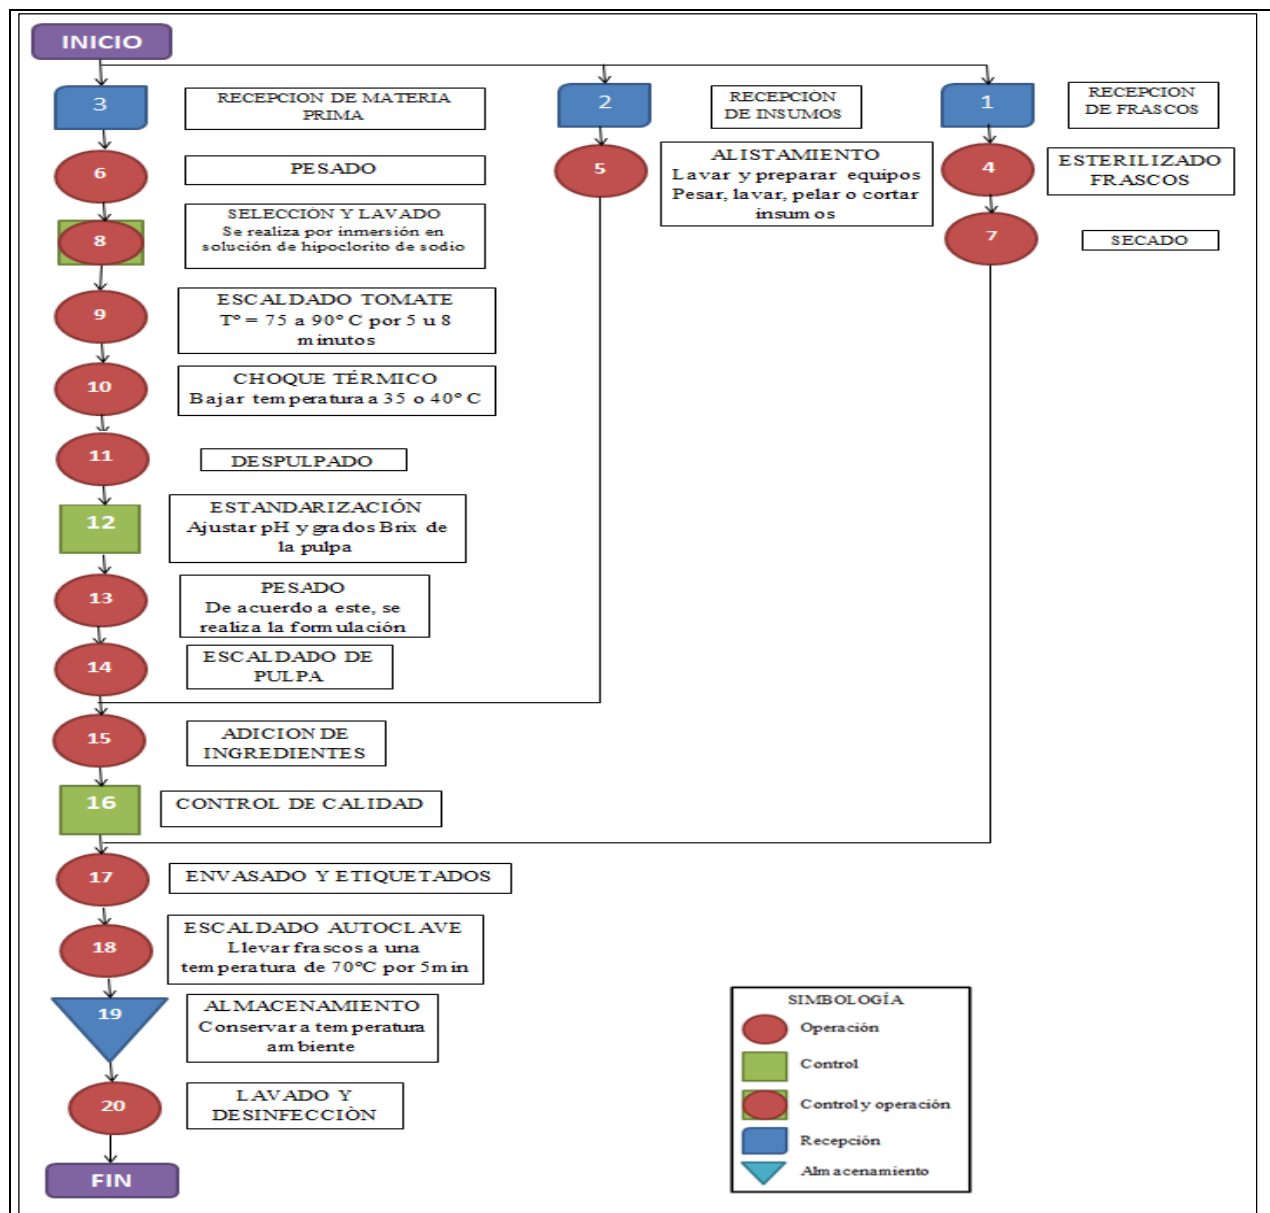 INICIO
3
RECEPCION DE MATERIA
PRIMA
2
RECEPCIÓN
DE INSUMOS
1
RECEPCION
DE FRASCOS
6
PESADO
5
ALISTAMIENTO
Lavar y preparar equipos
Pesar, lavar, pelar o cortar
insumos
4
ESTERILIZADO
FRASCOS
8
SELECCIÓN Y LAVADO
Se realiza por inmersión en
solución de hipoclorito de sodio
7
SECADO
9
ESCALDADO TOMATE
Tº = 75 a 90º C por 5 u 8
minutos
10
CHOQUE TÉRMICO
Bajar temperatura a 35 o 40º C
11
DESPULPADO
12
ESTANDARIZACIÓN
Ajustar pH y grados Brix de
la pulpa
13
PESADO
De acuerdo a este, se
realiza la formulación
14
ESCALDADO DE
PULPA
15
ADICION DE
INGREDIENTES
16
CONTROL DE CALIDAD
17
ENVASADO Y ETIQUETADOS
18
ESCALDADO AUTOCLAVE
Llevar frascos a una
temperatura de 70ºC por 5min
19
ALMACENAMIENTO
Conservar a temperatura
ambiente
20
LAVADO Y
DESINFECCIÒN
FIN
SIMBOLOGÍA
Operación
Control
Control y operación
Recepción
Almacenamiento